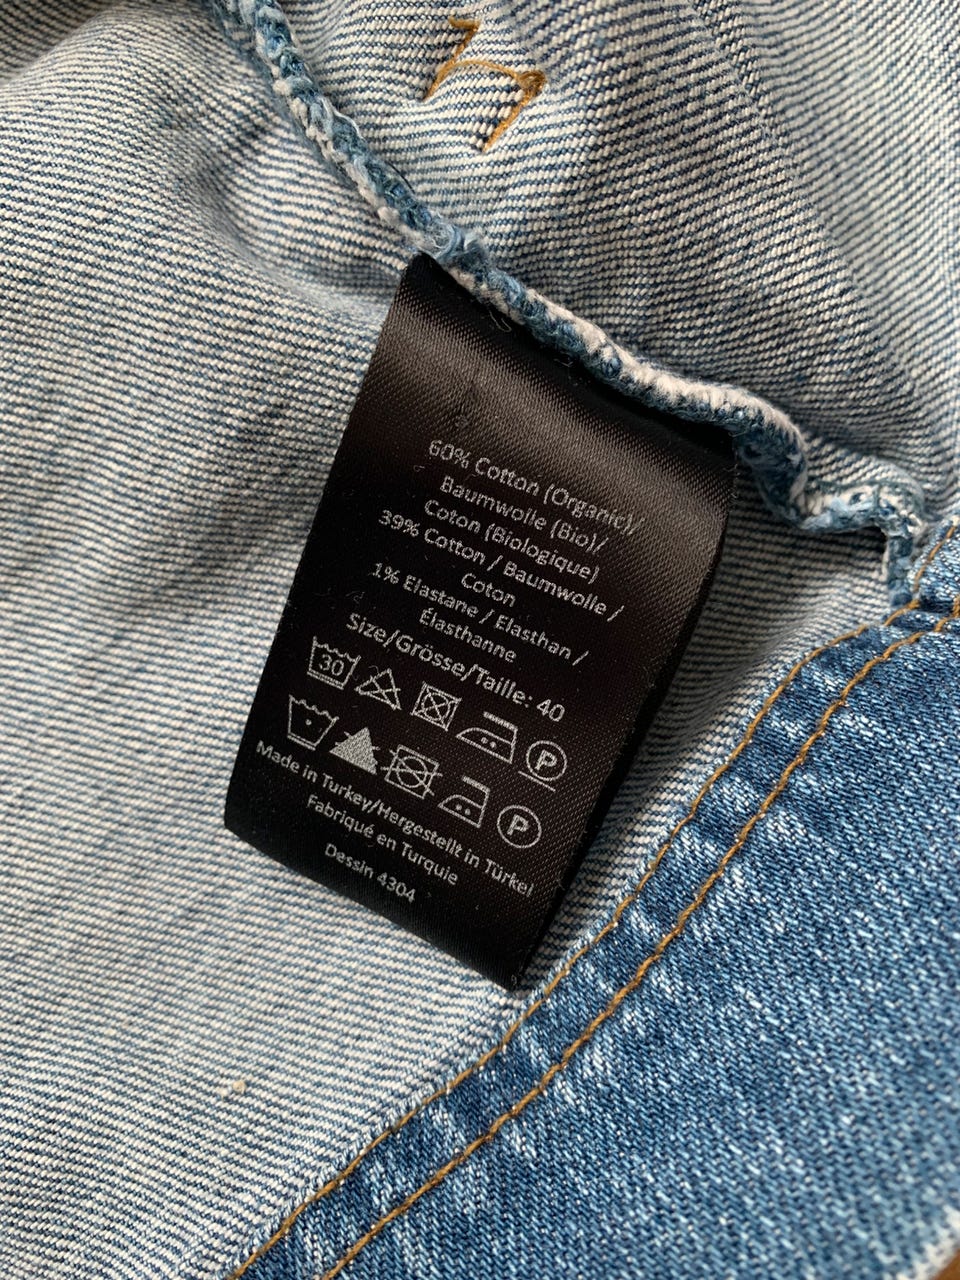 60% Cotton (Organic)/
Baumwolle (Bio)/
Coton (Biologique)
39% Cotton / Baumwolle /
Coton
1% Elastane / Elasthan /
Élasthanne
Size/Grösse/Taille: 40
30 P
P
Made in Turkey/Hergestellt in Türkei
Fabriqué en Turquie
Dessin 4304